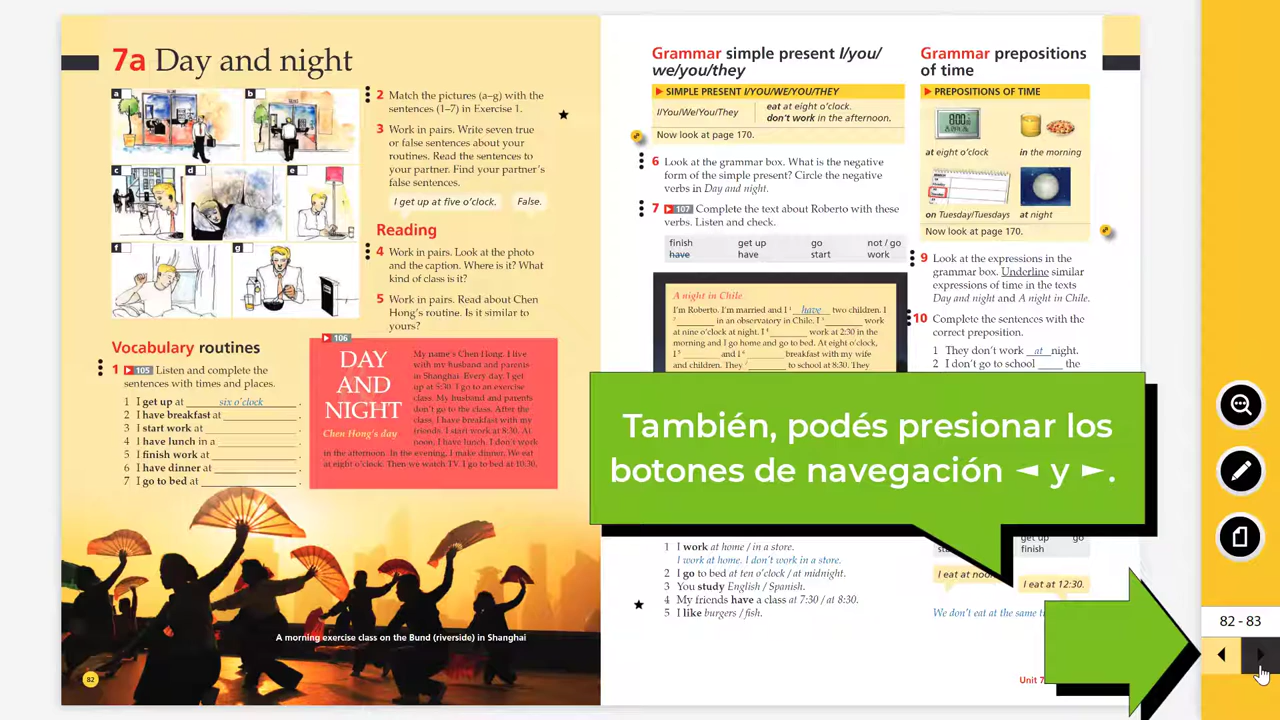 7a Day and night
a
b
c
d
e
f
g
2 Match the pictures (a–g) with the
sentences (1–7) in Exercise 1.
3 Work in pairs. Write seven true
or false sentences about your
routines. Read the sentences to
your partner. Find your partner's
false sentences.
I get up at five o'clock.
False.
Reading
4 Work in pairs. Look at the photo
and the caption. Where is it? What
kind of class is it?
5 Work in pairs. Read about Chen
Hong's routine. Is it similar to
yours?
Vocabulary routines
1 105 Listen and complete the
sentences with times and places.
1 I get up at six o'clock .
2 I have breakfast at ______ .
3 I start work at ______ .
4 I have lunch in a ______ .
5 I finish work at ______ .
6 I have dinner at ______ .
7 I go to bed at ______ .
106
DAY
AND
NIGHT
Chen Hong's day
My name's Chen Hong. I live
with my husband and parents
in Shanghai. Every day, I get
up at 5:30. I go to an exercise
class. My husband and parents
don't go to the class. After the
class, I have breakfast with my
friends. I start work at 8:30. At
noon, I have lunch. I don't work
in the afternoon. In the evening, I make dinner. We eat
at eight o'clock. Then we watch TV. I go to bed at 10:30.
A morning exercise class on the Bund (riverside) in Shanghai
82
Grammar simple present I/you/
we/you/they
SIMPLE PRESENT I/YOU/WE/YOU/THEY
I/You/We/You/They
eat at eight o'clock.
don't work in the afternoon.
Now look at page 170.
6 Look at the grammar box. What is the negative
form of the simple present? Circle the negative
verbs in Day and night.
7 107 Complete the text about Roberto with these
verbs. Listen and check.
finish get up go not / go
have have start work
A night in Chile
I'm Roberto. I'm married and I 1 have two children. I
2 ______ in an observatory in Chile. I 3 ______ work
at nine o'clock at night. I 4 ______ work at 2:30 in the
morning and I go home and go to bed. At eight o'clock,
I 5 ______ and I 6 ______ breakfast with my wife
and children. They 7 ______ to school at 8:30. They
Grammar prepositions
of time
PREPOSITIONS OF TIME
8:00
at eight o'clock
in the morning
on Tuesday/Tuesdays
at night
Now look at page 170.
9 Look at the expressions in the
grammar box. Underline similar
expressions of time in the texts
Day and night and A night in Chile.
10 Complete the sentences with the
correct preposition.
1 They don't work at night.
2 I don't go to school ____ the
También, podés presionar los
botones de navegación ◄ y ►.
1 I work at home / in a store.
I work at home. I don't work in a store.
2 I go to bed at ten o'clock / at midnight.
3 You study English / Spanish.
4 My friends have a class at 7:30 / at 8:30.
5 I like burgers / fish.
get up go
finish
I eat at noon
I eat at 12:30.
We don't eat at the same
Unit 7
82 - 83